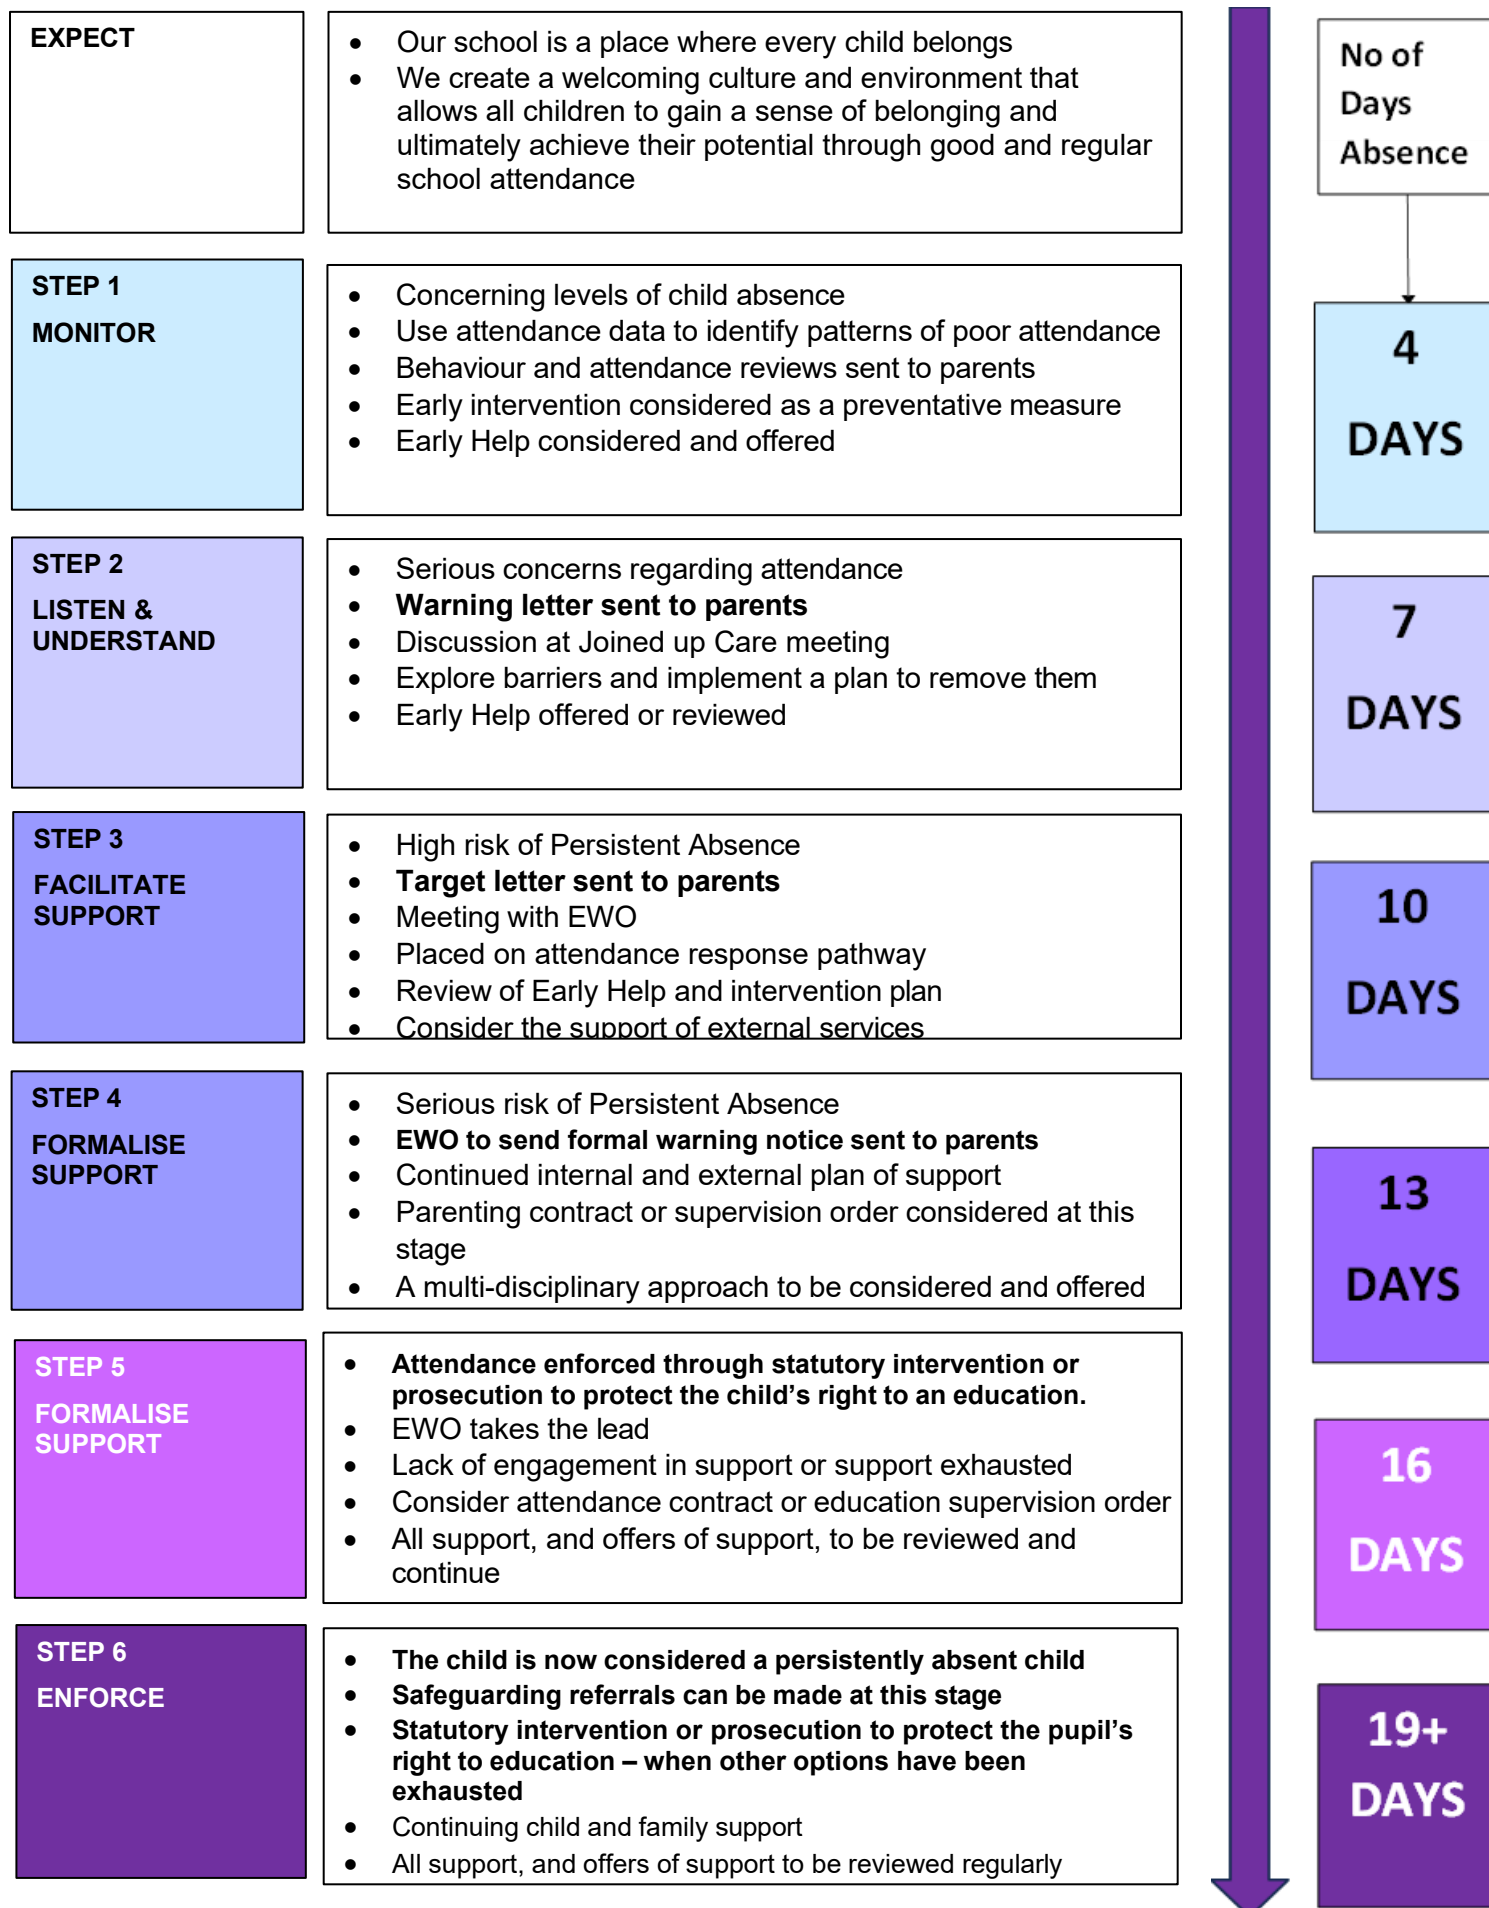 EXPECT
• Our school is a place where every child belongs
• We create a welcoming culture and environment that
allows all children to gain a sense of belonging and
ultimately achieve their potential through good and regular
school attendance
No of
Days
Absence
STEP 1
MONITOR
• Concerning levels of child absence
• Use attendance data to identify patterns of poor attendance
• Behaviour and attendance reviews sent to parents
• Early intervention considered as a preventative measure
• Early Help considered and offered
4
DAYS
STEP 2
LISTEN &
UNDERSTAND
• Serious concerns regarding attendance
• Warning letter sent to parents
• Discussion at Joined up Care meeting
• Explore barriers and implement a plan to remove them
• Early Help offered or reviewed
7
DAYS
STEP 3
FACILITATE
SUPPORT
• High risk of Persistent Absence
• Target letter sent to parents
• Meeting with EWO
• Placed on attendance response pathway
• Review of Early Help and intervention plan
• Consider the support of external services
10
DAYS
STEP 4
FORMALISE
SUPPORT
• Serious risk of Persistent Absence
• EWO to send formal warning notice sent to parents
• Continued internal and external plan of support
• Parenting contract or supervision order considered at this
stage
• A multi-disciplinary approach to be considered and offered
13
DAYS
STEP 5
FORMALISE
SUPPORT
• Attendance enforced through statutory intervention or
prosecution to protect the child’s right to an education.
• EWO takes the lead
• Lack of engagement in support or support exhausted
• Consider attendance contract or education supervision order
• All support, and offers of support, to be reviewed and
continue
16
DAYS
STEP 6
ENFORCE
• The child is now considered a persistently absent child
• Safeguarding referrals can be made at this stage
• Statutory intervention or prosecution to protect the pupil’s
right to education – when other options have been
exhausted
• Continuing child and family support
• All support, and offers of support to be reviewed regularly
19+
DAYS